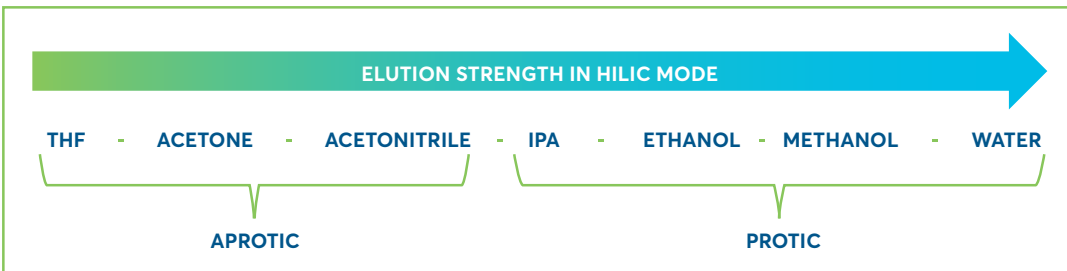 ELUTION STRENGTH IN HILIC MODE
THF - ACETONE - ACETONITRILE - IPA - ETHANOL - METHANOL - WATER
APROTIC PROTIC